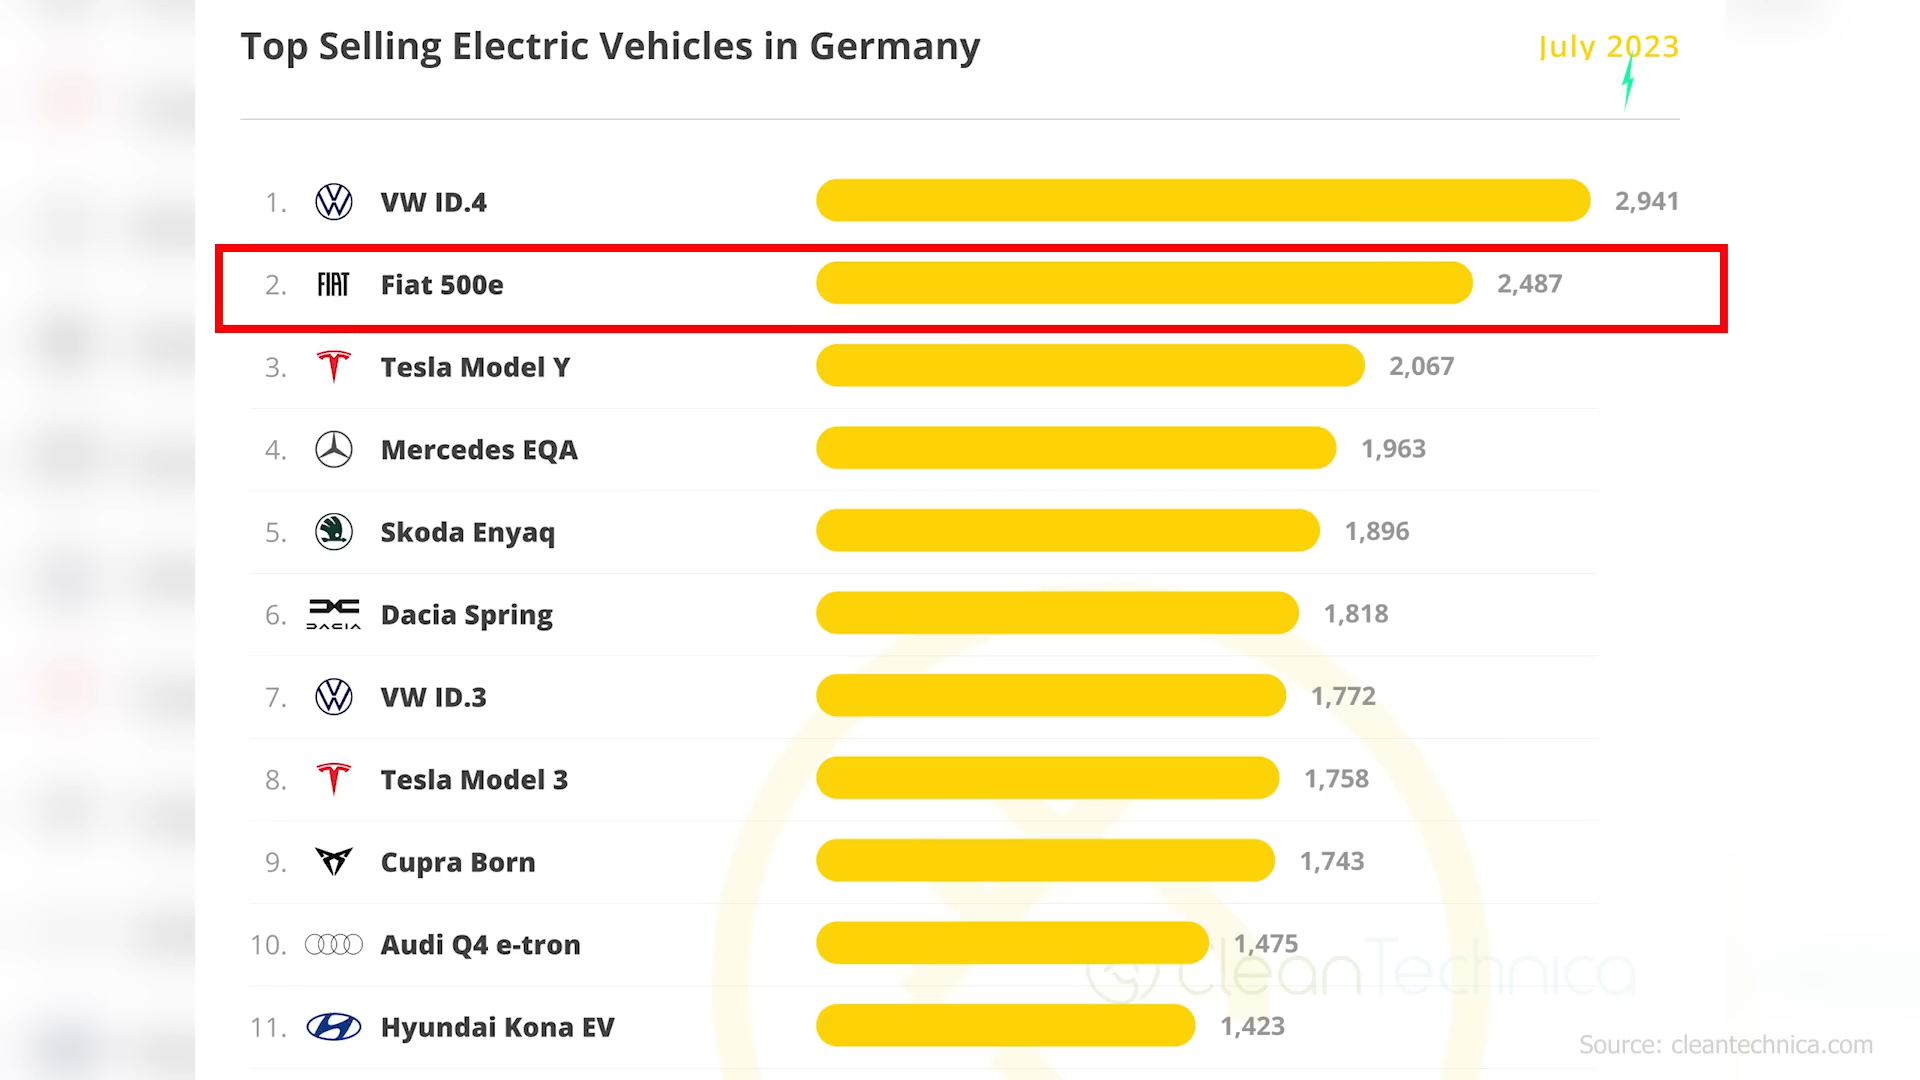 Top Selling Electric Vehicles in Germany
July 2023
1. VW ID.4 2,941
2. FIAT Fiat 500e 2,487
3. Tesla Model Y 2,067
4. Mercedes EQA 1,963
5. Skoda Enyaq 1,896
6. DACIA Dacia Spring 1,818
7. VW ID.3 1,772
8. Tesla Model 3 1,758
9. Cupra Born 1,743
10. Audi Q4 e-tron 1,475
CleanTechnica
11. Hyundai Kona EV 1,423
Source: cleantechnica.com